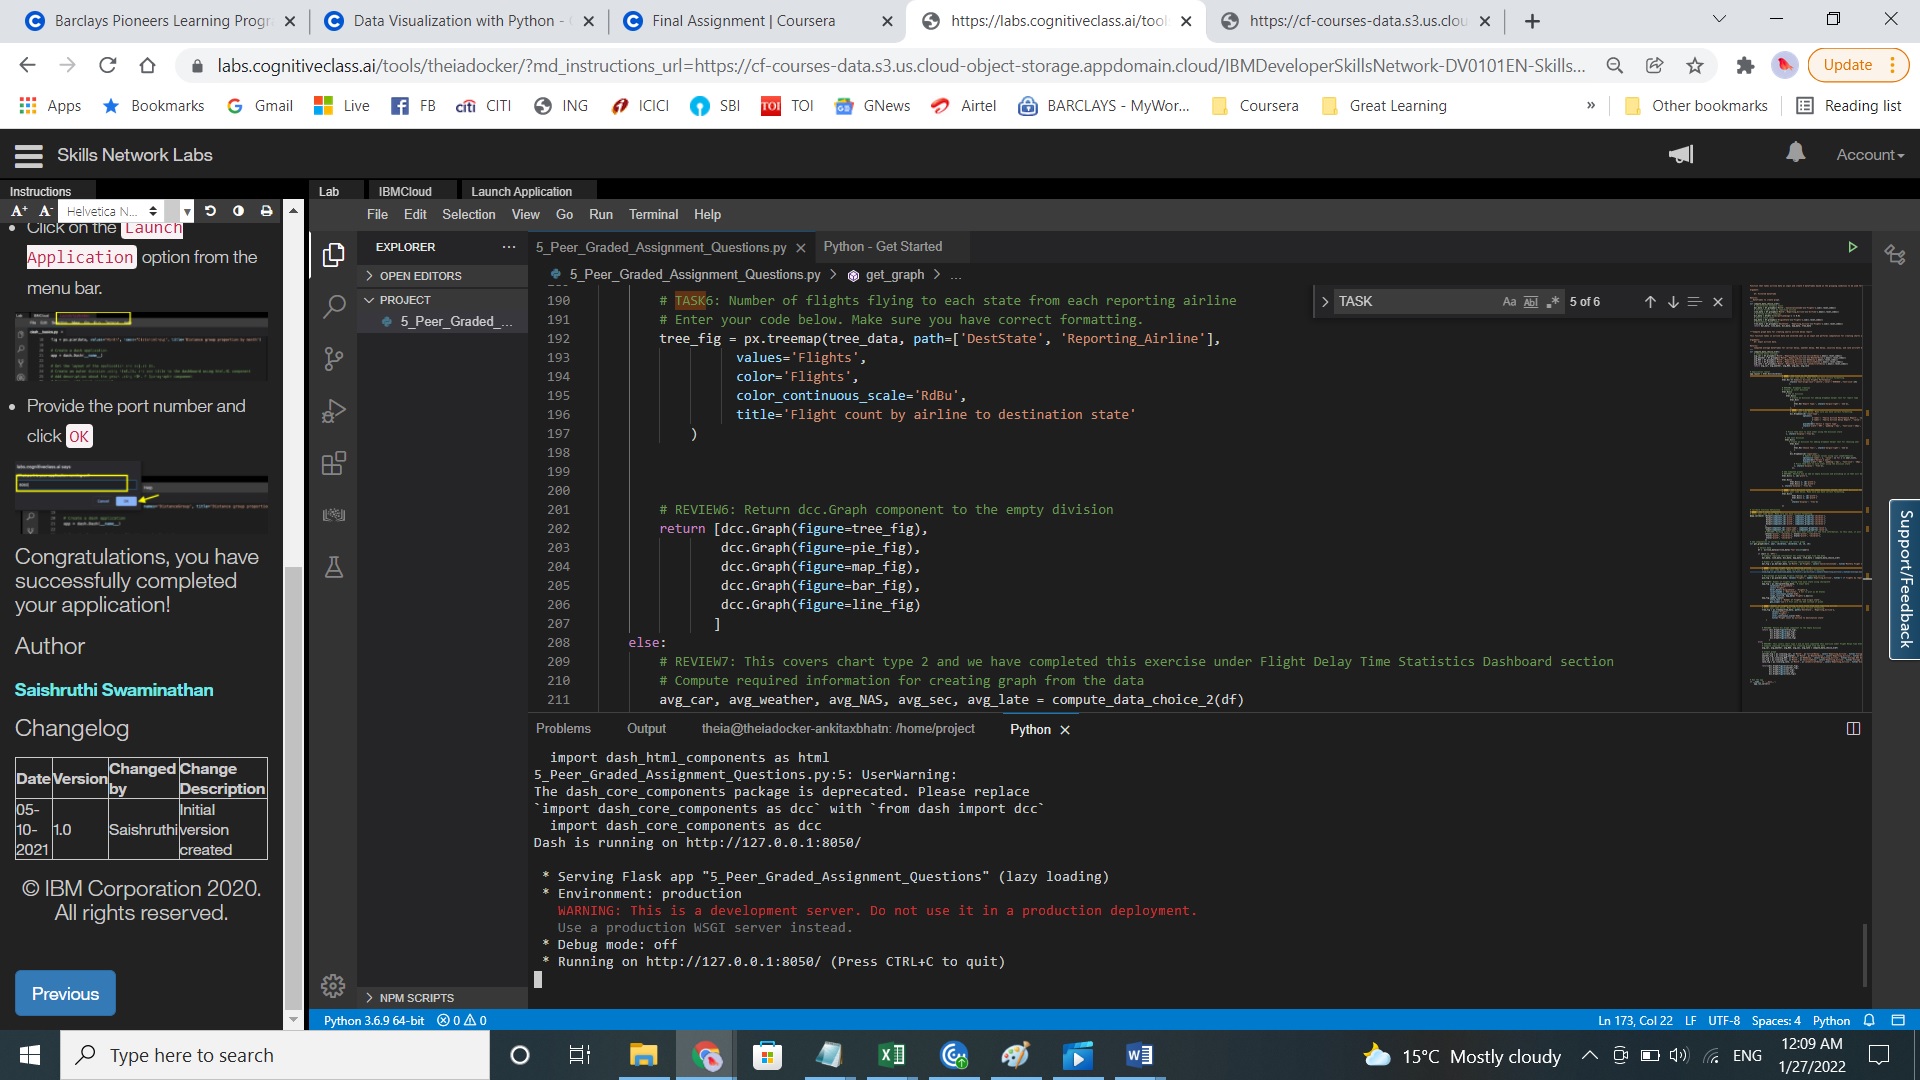 Barclays Pioneers Learning Progra
Data Visualization with Python - C
Final Assignment | Coursera
https://labs.cognitiveclass.ai/tools
https://cf-courses-data.s3.us.clou
labs.cognitiveclass.ai/tools/theiadocker/?md_instructions_url=https://cf-courses-data.s3.us.cloud-object-storage.appdomain.cloud/IBMDeveloperSkillsNetwork-DV0101EN-Skills...
Update
Apps
Bookmarks
Gmail
Live
FB
citi CITI
ING
ICICI
SBI
TOI TOI
GNews
Airtel
BARCLAYS - MyWor...
Coursera
Great Learning
»
Other bookmarks
Reading list
Skills Network Labs
Account
Instructions
Lab
IBMCloud
Launch Application
A+ A- Helvetica N...
File Edit Selection View Go Run Terminal Help
• Click on the Launch
Application option from the
menu bar.
• Provide the port number and
click OK
Congratulations, you have
successfully completed
your application!
Author
Saishruthi Swaminathan
Changelog
Date Version Changed by Change Description
05-10-2021 1.0 Saishruthi Initial version created
© IBM Corporation 2020.
All rights reserved.
Previous
EXPLORER ...
OPEN EDITORS
PROJECT
5_Peer_Graded_...
NPM SCRIPTS
5_Peer_Graded_Assignment_Questions.py
Python - Get Started
5_Peer_Graded_Assignment_Questions.py > get_graph > ...
TASK
Aa Abl .* 5 of 6
190 # TASK6: Number of flights flying to each state from each reporting airline
191 # Enter your code below. Make sure you have correct formatting.
192 tree_fig = px.treemap(tree_data, path=['DestState', 'Reporting_Airline'],
193 values='Flights',
194 color='Flights',
195 color_continuous_scale='RdBu',
196 title='Flight count by airline to destination state'
197 )
198
199
200
201 # REVIEW6: Return dcc.Graph component to the empty division
202 return [dcc.Graph(figure=tree_fig),
203 dcc.Graph(figure=pie_fig),
204 dcc.Graph(figure=map_fig),
205 dcc.Graph(figure=bar_fig),
206 dcc.Graph(figure=line_fig)
207 ]
208 else:
209 # REVIEW7: This covers chart type 2 and we have completed this exercise under Flight Delay Time Statistics Dashboard section
210 # Compute required information for creating graph from the data
211 avg_car, avg_weather, avg_NAS, avg_sec, avg_late = compute_data_choice_2(df)
Problems
Output
theia@theiadocker-ankitaxbhatn: /home/project
Python
import dash_html_components as html
5_Peer_Graded_Assignment_Questions.py:5: UserWarning:
The dash_core_components package is deprecated. Please replace
`import dash_core_components as dcc` with `from dash import dcc`
import dash_core_components as dcc
Dash is running on http://127.0.0.1:8050/
* Serving Flask app "5_Peer_Graded_Assignment_Questions" (lazy loading)
* Environment: production
WARNING: This is a development server. Do not use it in a production deployment.
Use a production WSGI server instead.
* Debug mode: off
* Running on http://127.0.0.1:8050/ (Press CTRL+C to quit)
Support/Feedback
Python 3.6.9 64-bit
0 0
Ln 173, Col 22 LF UTF-8 Spaces: 4 Python
Type here to search
15°C Mostly cloudy
ENG
12:09 AM
1/27/2022